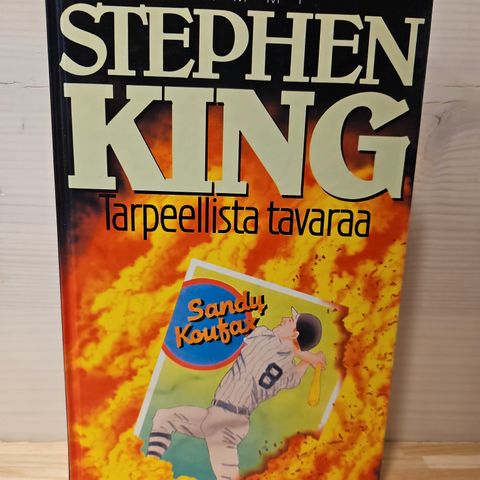 STEPHEN
KING
Tarpeellista tavaraa
Sandy
Koufax
8